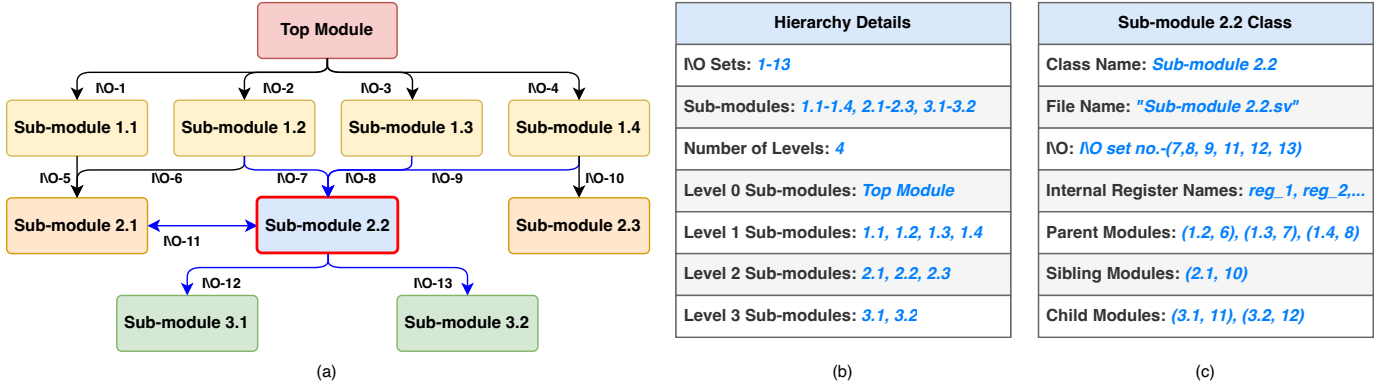 Top Module
I\O-1
I\O-2
I\O-3
I\O-4
Sub-module 1.1
Sub-module 1.2
Sub-module 1.3
Sub-module 1.4
I\O-5
I\O-6
I\O-7
I\O-8
I\O-9
I\O-10
Sub-module 2.1
Sub-module 2.2
Sub-module 2.3
I\O-11
I\O-12
I\O-13
Sub-module 3.1
Sub-module 3.2
(a)
Hierarchy Details
I\O Sets: 1-13
Sub-modules: 1.1-1.4, 2.1-2.3, 3.1-3.2
Number of Levels: 4
Level 0 Sub-modules: Top Module
Level 1 Sub-modules: 1.1, 1.2, 1.3, 1.4
Level 2 Sub-modules: 2.1, 2.2, 2.3
Level 3 Sub-modules: 3.1, 3.2
(b)
Sub-module 2.2 Class
Class Name: Sub-module 2.2
File Name: "Sub-module 2.2.sv"
I\O: I\O set no.-(7,8, 9, 11, 12, 13)
Internal Register Names: reg_1, reg_2,...
Parent Modules: (1.2, 6), (1.3, 7), (1.4, 8)
Sibling Modules: (2.1, 10)
Child Modules: (3.1, 11), (3.2, 12)
(c)